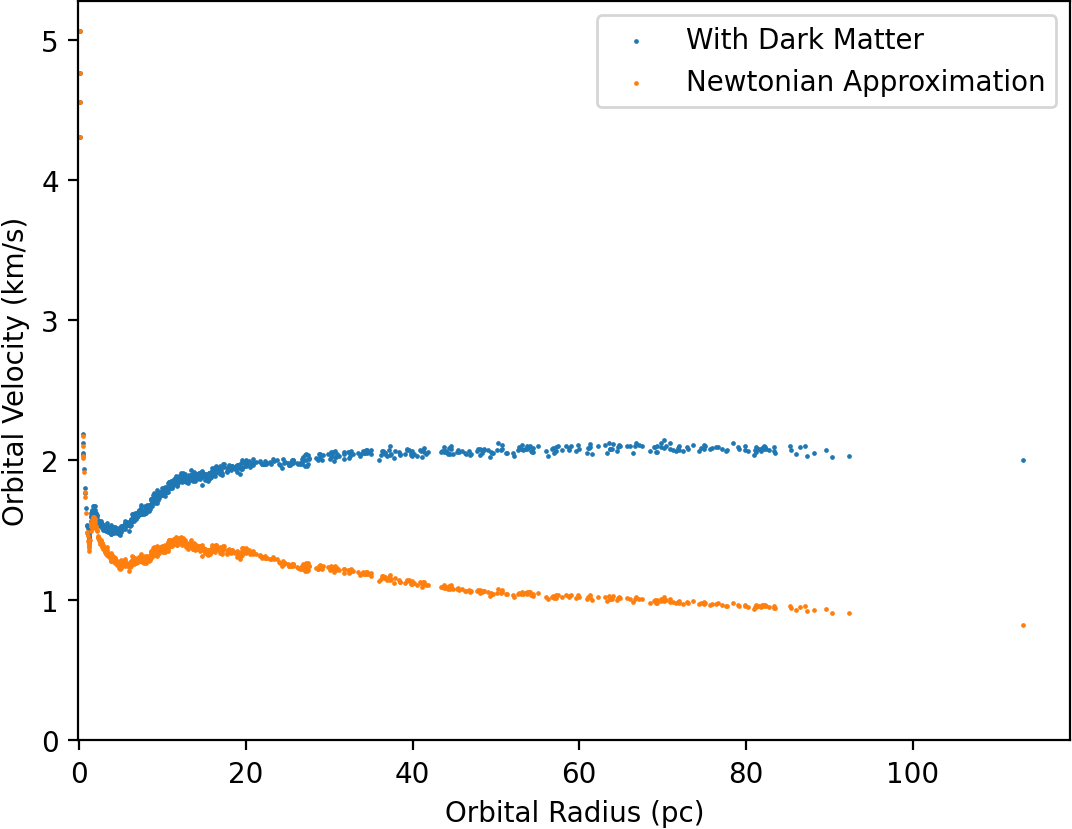 With Dark Matter
Newtonian Approximation
5
4
3
2
1
0
Orbital Velocity (km/s)
0 20 40 60 80 100
Orbital Radius (pc)